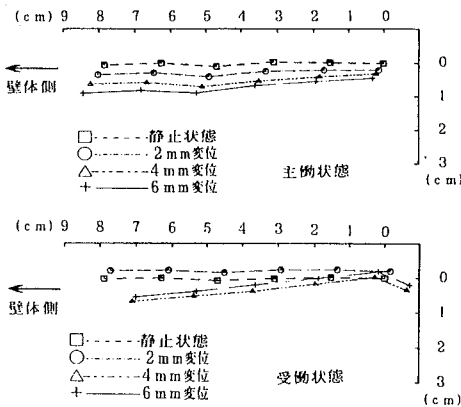 (cm) 9 8 7 6 5 4 3 2 1 0
0
壁体側
1
静止状態
2mm変位
2
4mm変位
主働状態
6mm変位
3
(cm)
(cm) 9 8 7 6 5 4 3 2 1 0
0
壁体側
1
静止状態
2mm変位
2
4mm変位
受働状態
6mm変位
3
(cm)